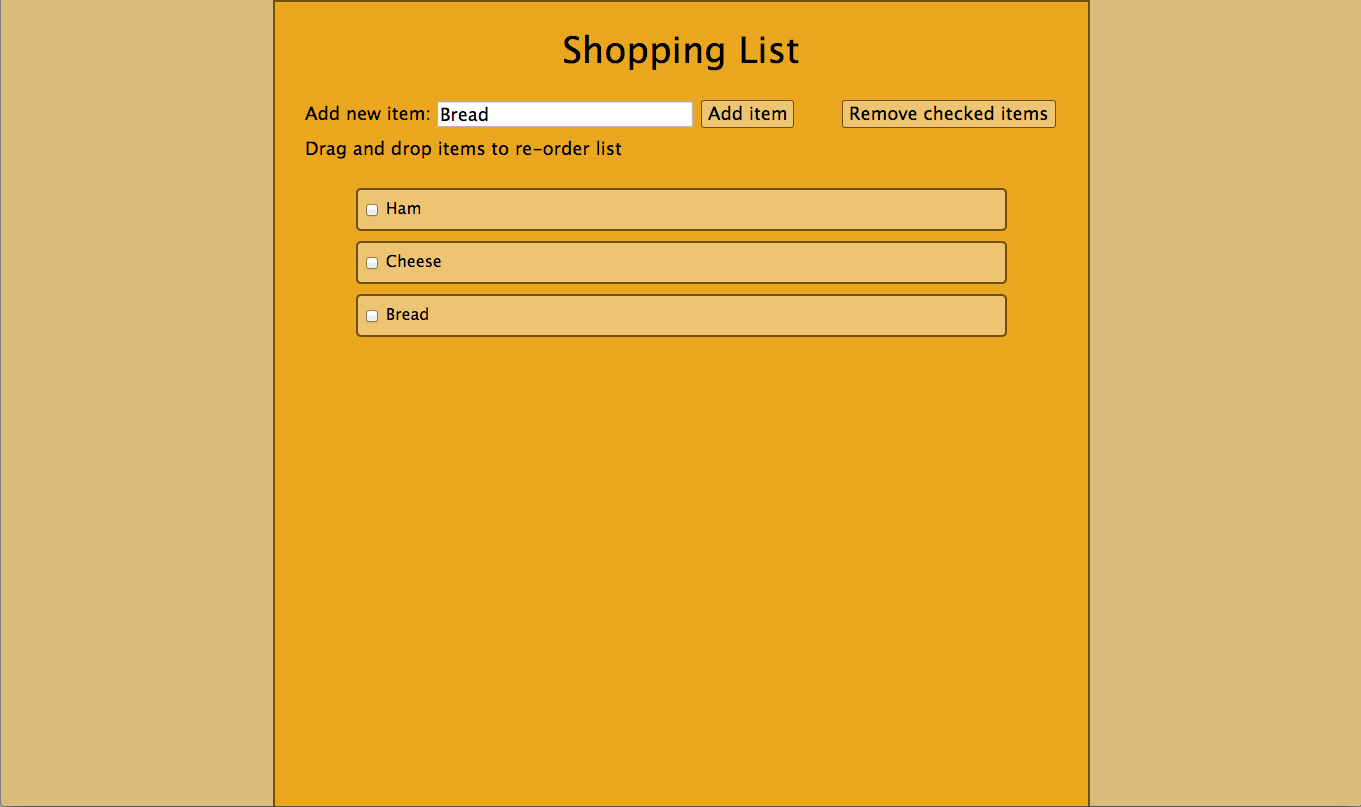 Shopping List
Add new item: Bread Add item Remove checked items
Drag and drop items to re-order list
Ham
Cheese
Bread